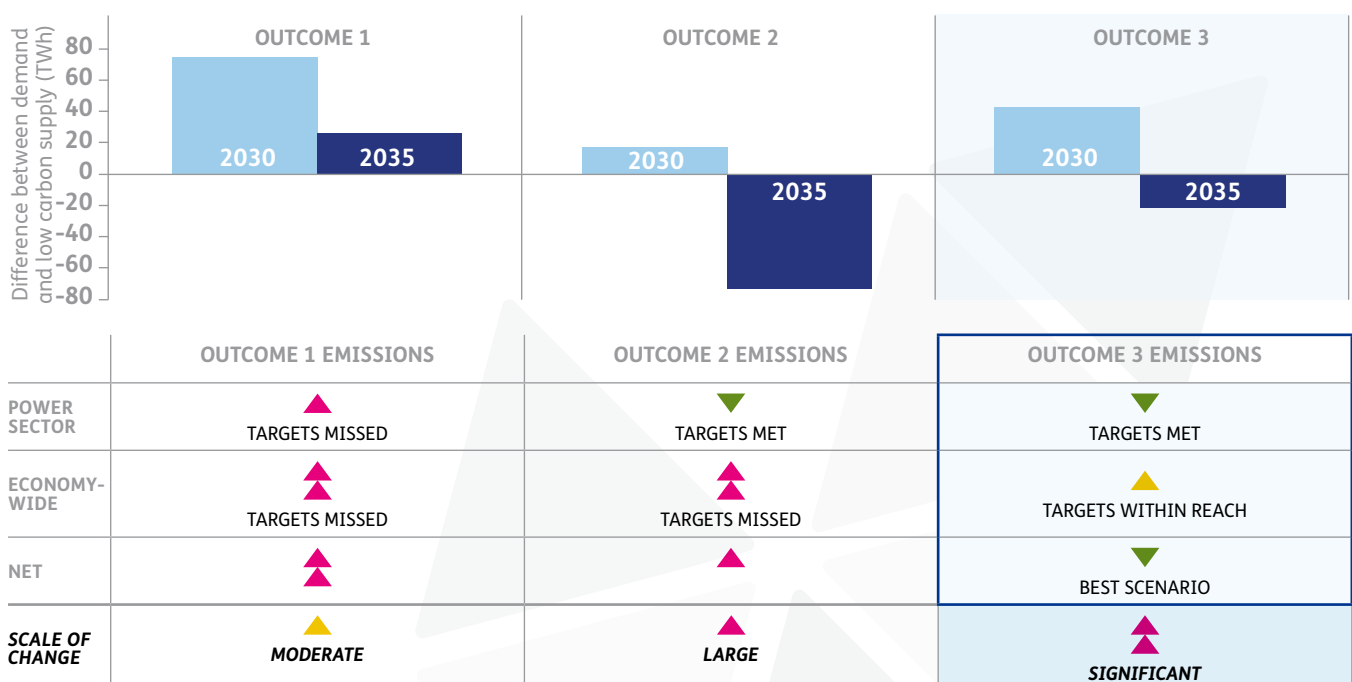 Difference between demand
and low carbon supply (TWh)
80
60
40
20
0
-20
-40
-60
-80
OUTCOME 1
2030
2035
OUTCOME 2
2030
2035
OUTCOME 3
2030
2035
OUTCOME 1 EMISSIONS
OUTCOME 2 EMISSIONS
OUTCOME 3 EMISSIONS
POWER
SECTOR
TARGETS MISSED
TARGETS MET
TARGETS MET
ECONOMY-
WIDE
TARGETS MISSED
TARGETS MISSED
TARGETS WITHIN REACH
NET
BEST SCENARIO
SCALE OF
CHANGE
MODERATE
LARGE
SIGNIFICANT